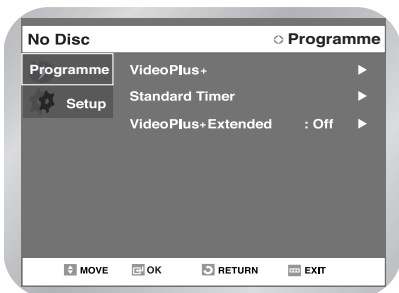 No Disc Programme
Programme VideoPlus+
Setup Standard Timer
VideoPlus+Extended : Off
MOVE OK RETURN EXIT